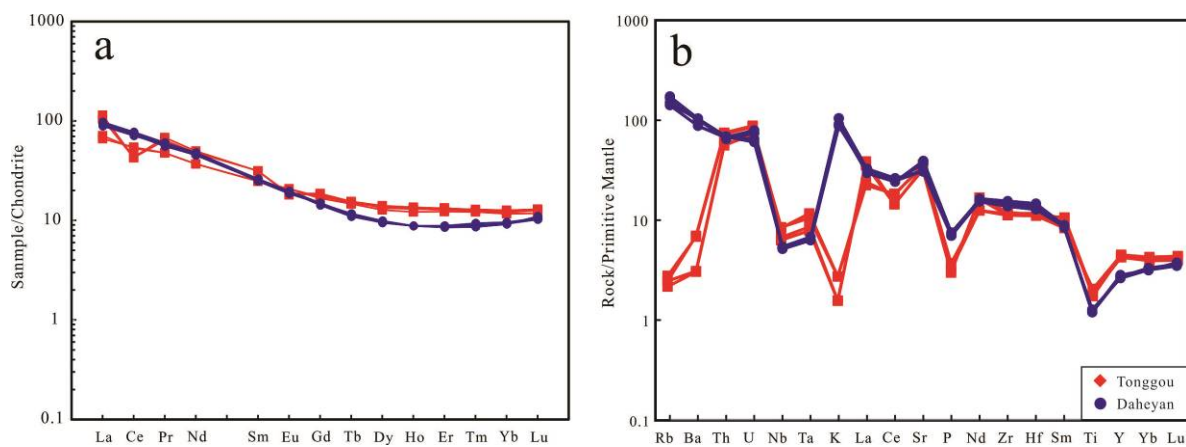 a
Sanmple/Chondrite
1000
100
10
1
0.1
La Ce Pr Nd Sm Eu Gd Tb Dy Ho Er Tm Yb Lu
b
Rock/Primitive Mantle
1000
100
10
1
0.1
Rb Ba Th U Nb Ta K La Ce Sr P Nd Zr Hf Sm Ti Y Yb Lu
Tonggou
Daheyan